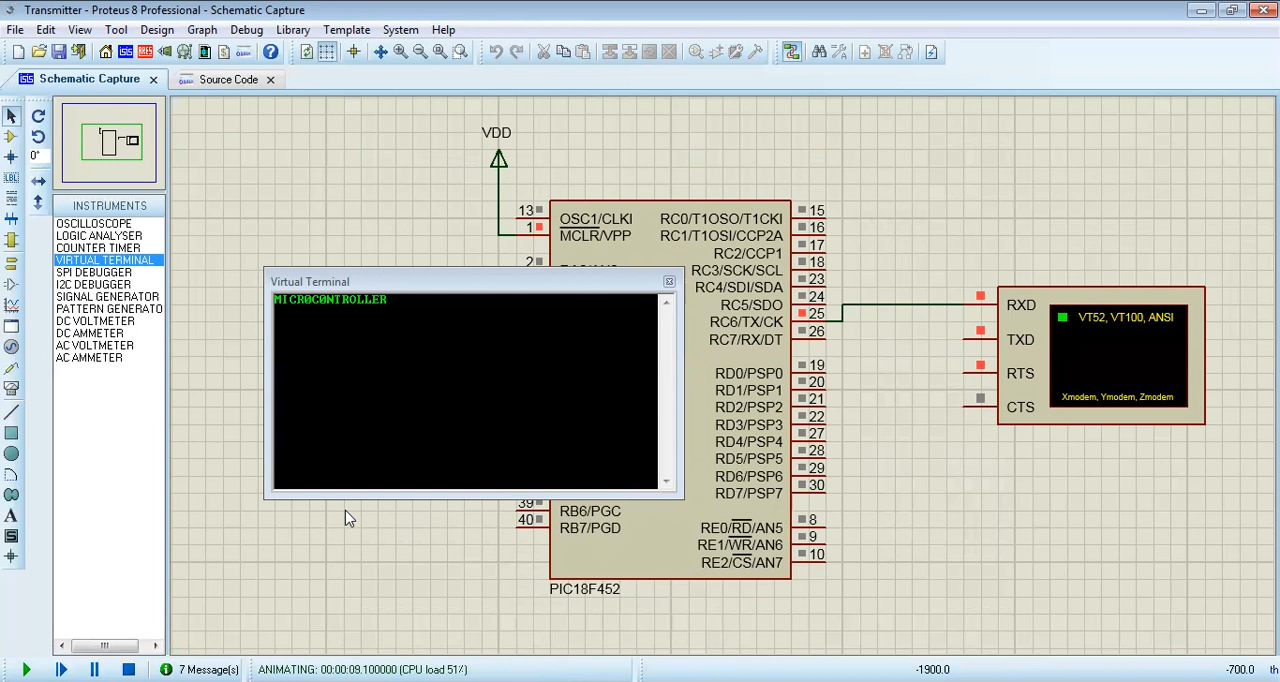 Transmitter - Proteus 8 Professional - Schematic Capture
File Edit View Tool Design Graph Debug Library Template System Help
Schematic Capture
Source Code
0°
LBL
INSTRUMENTS
OSCILLOSCOPE
LOGIC ANALYSER
COUNTER TIMER
VIRTUAL TERMINAL
SPI DEBUGGER
I2C DEBUGGER
SIGNAL GENERATOR
PATTERN GENERATO
DC VOLTMETER
DC AMMETER
AC VOLTMETER
AC AMMETER
VDD
13 OSC1/CLKI
1 MCLR/VPP
2
39 RB6/PGC
40 RB7/PGD
RC0/T1OSO/T1CKI 15
RC1/T1OSI/CCP2A 16
RC2/CCP1 17
RC3/SCK/SCL 18
RC4/SDI/SDA 23
RC5/SDO 24
RC6/TX/CK 25
RC7/RX/DT 26
RD0/PSP0 19
RD1/PSP1 20
RD2/PSP2 21
RD3/PSP3 22
RD4/PSP4 27
RD5/PSP5 28
RD6/PSP6 29
RD7/PSP7 30
RE0/RD/AN5 8
RE1/WR/AN6 9
RE2/CS/AN7 10
PIC18F452
Virtual Terminal
MICR0C0NTR0LLER
RXD
TXD
RTS
CTS
VT52, VT100, ANSI
Xmodem, Ymodem, Zmodem
7 Message(s)
ANIMATING: 00:00:09.100000 (CPU load 51%)
-1900.0
-700.0
th